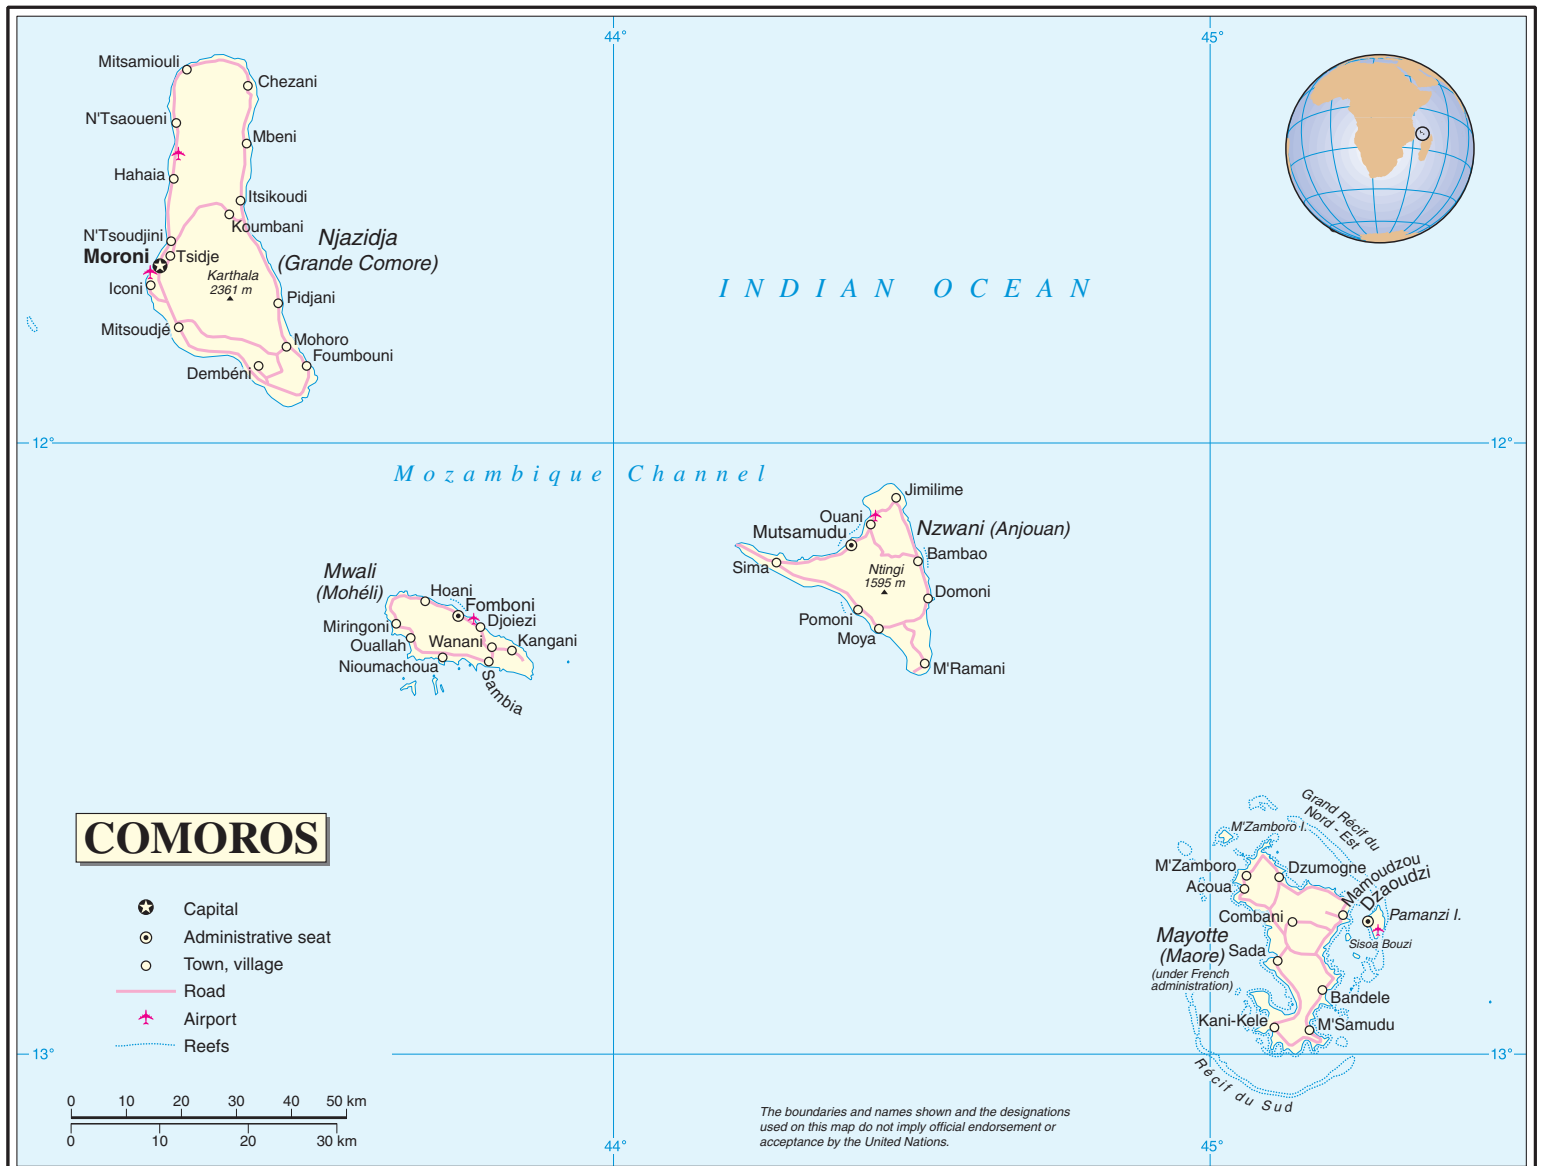 44°
45°
Mitsamiouli
Chezani
N'Tsaoueni
Mbeni
Hahaia
Itsikoudi
Koumbani
N'Tsoudjini
Moroni
Tsidje
Njazidja
(Grande Comore)
Karthala
2361 m
Iconi
Pidjani
Mitsoudjé
Mohoro
Foumbouni
Dembéni
INDIAN OCEAN
12°
12°
Mozambique Channel
Jimilime
Ouani
Mutsamudu
Nzwani (Anjouan)
Bambao
Sima
Ntingi
1595 m
Domoni
Pomoni
Moya
M'Ramani
Mwali
(Mohéli)
Hoani
Fomboni
Djoiezi
Miringoni
Ouallah
Wanani
Kangani
Nioumachoua
Sambia
COMOROS
Capital
Administrative seat
Town, village
Road
Airport
Reefs
Grand Récif du
Nord - Est
M'Zamboro I.
M'Zamboro
Dzumogne
Acoua
Mamoudzou
Dzaoudzi
Combani
Pamanzi I.
Mayotte
(Maore)
(under French
administration)
Sada
Sisoa Bouzi
Bandele
Kani-Kele
M'Samudu
13°
13°
Récif du Sud
0 10 20 30 40 50 km
0 10 20 30 km
The boundaries and names shown and the designations
used on this map do not imply official endorsement or
acceptance by the United Nations.
44°
45°